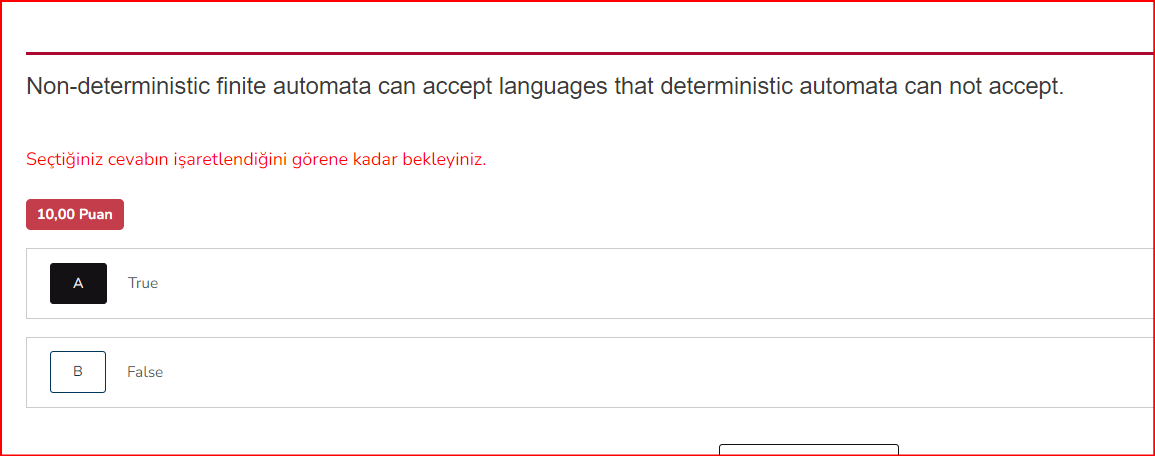 Non-deterministic finite automata can accept languages that deterministic automata can not accept.
Seçtiğiniz cevabın işaretlendiğini görene kadar bekleyiniz.
10,00 Puan
A True
B False